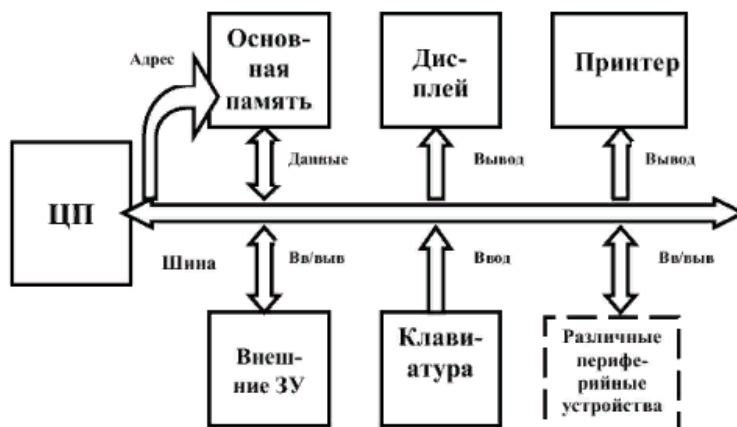 Адрес
Основ-
ная
память
Дис-
плей
Принтер
Данные
Вывод
Вывод
ЦП
Шина
Вв/выв
Ввод
Вв/выв
Внеш-
ние ЗУ
Клави-
атура
Различные
перифе-
рийные
устройства